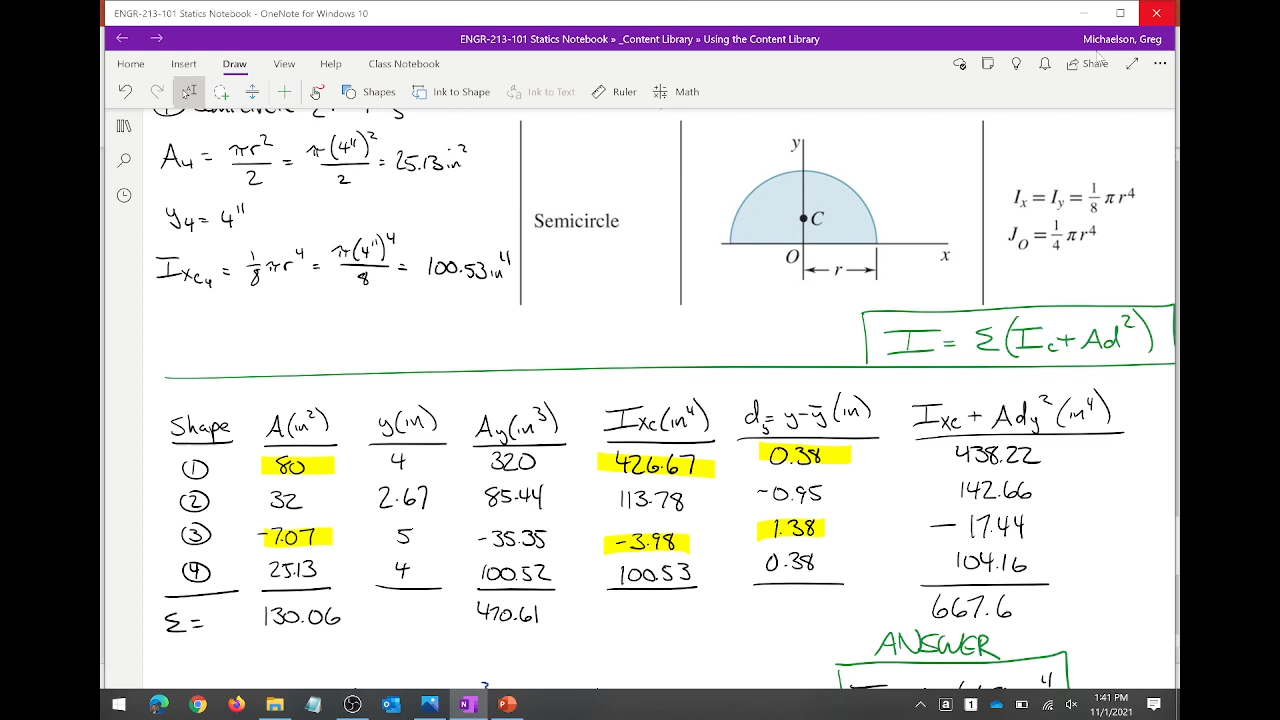 ENGR-213-101 Statics Notebook - OneNote for Windows 10
ENGR-213-101 Statics Notebook » _Content Library » Using the Content Library
Michaelson, Greg
Home Insert Draw View Help Class Notebook
Share
Shapes Ink to Shape Ink to Text Ruler Math
A₄ = πr²/2 = π(4")²/2 = 25.13 in²
y₄ = 4"
Ixc₄ = 1/8 πr⁴ = π(4")⁴/8 = 100.53 in⁴
Semicircle
y
C
O
x
r
Ix = Iy = 1/8 πr⁴
JO = 1/4 πr⁴
I = Σ(Ic + Ad²)
Shape A(in²) y(in) Ay(in³) Ixc(in⁴) dy = y-ȳ(in) Ixc + Ady²(in⁴)
① 80 4 320 426.67 0.38 438.22
② 32 2.67 85.44 113.78 -0.95 142.66
③ -7.07 5 -35.35 -3.98 1.38 -17.44
④ 25.13 4 100.52 100.53 0.38 104.16
Σ = 130.06 470.61 667.6
ANSWER
1:41 PM
11/1/2021